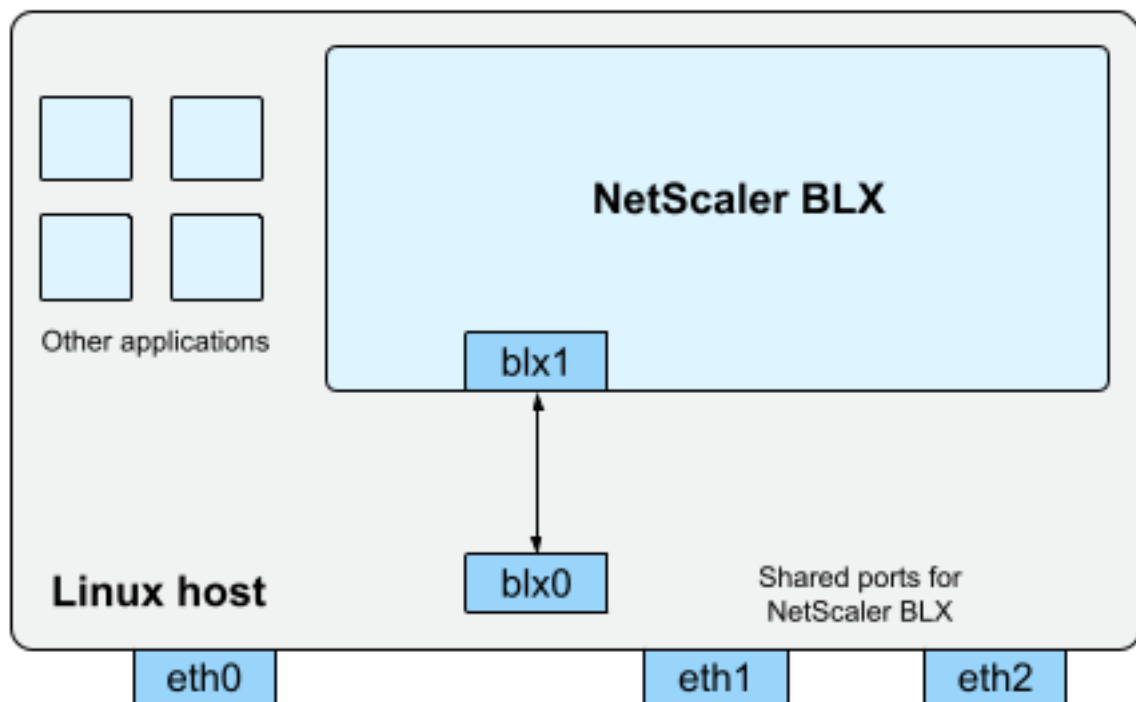 NetScaler BLX
Other applications
blx1
blx0
Linux host
Shared ports for
NetScaler BLX
eth0
eth1
eth2